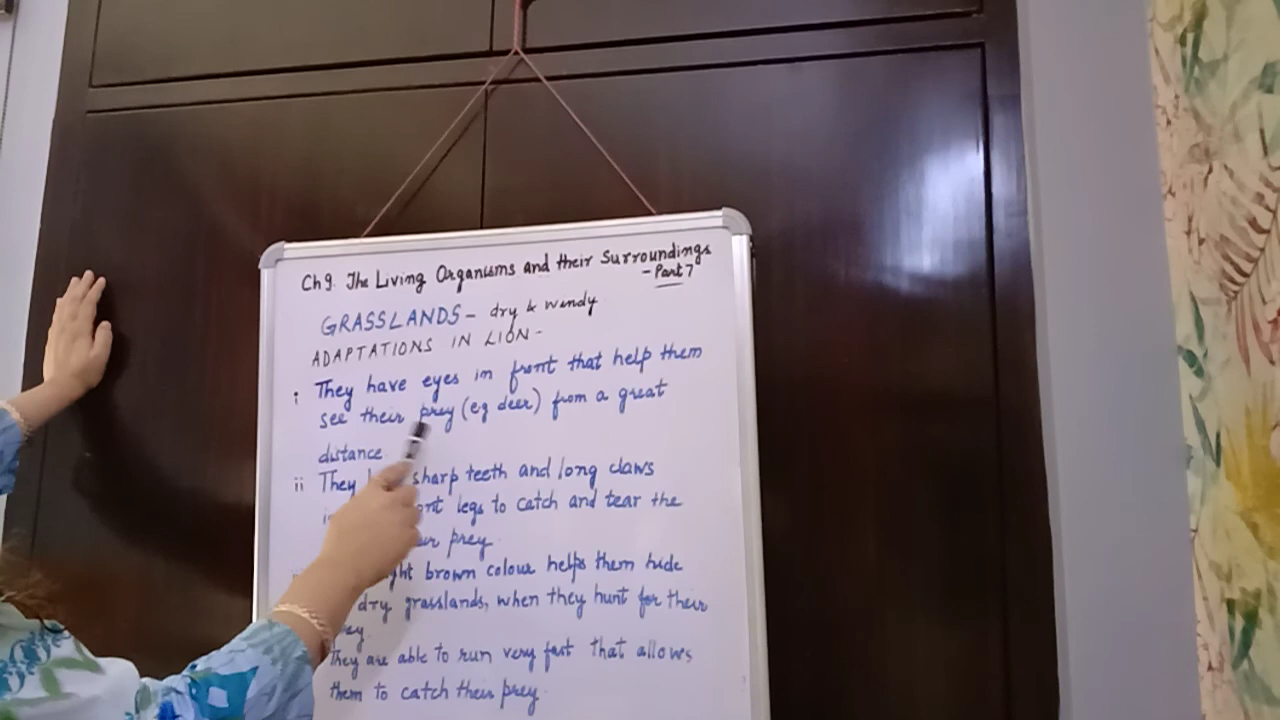 Ch 9. The Living Organisms and their Surroundings
- Part 7
GRASSLANDS - dry & windy
ADAPTATIONS IN LION -
i They have eyes in front that help them
see their prey (eg deer) from a great
distance
ii They sharp teeth and long claws
legs to catch and tear the
prey.
brown colour helps them hide
dry grasslands, when they hunt for their
They are able to run very fast that allows
them to catch their prey.